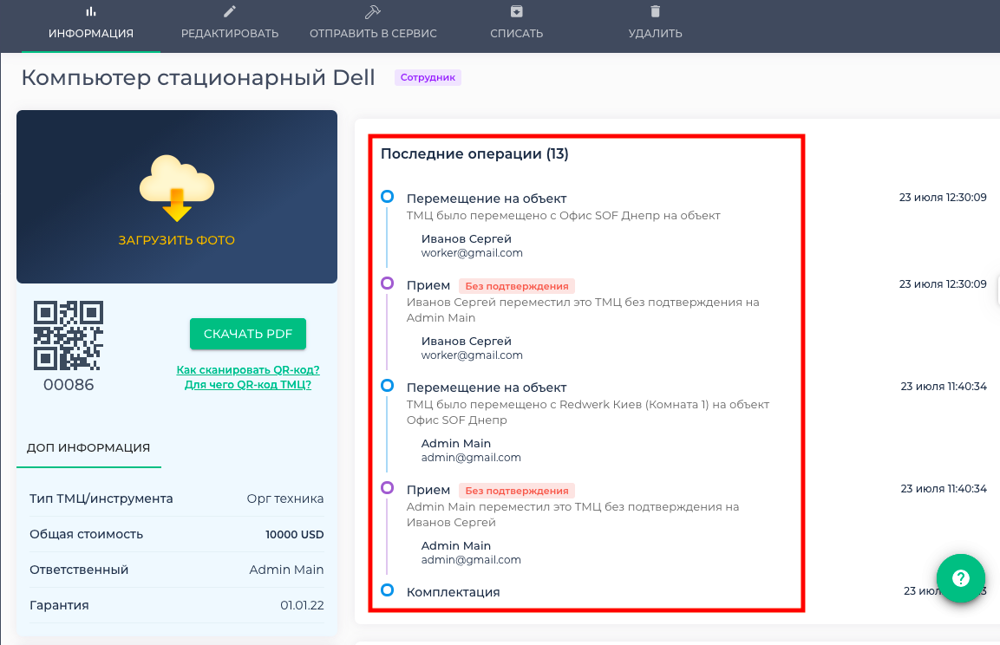 ИНФОРМАЦИЯ
РЕДАКТИРОВАТЬ
ОТПРАВИТЬ В СЕРВИС
СПИСАТЬ
УДАЛИТЬ
Компьютер стационарный Dell
Сотрудник
ЗАГРУЗИТЬ ФОТО
00086
СКАЧАТЬ PDF
Как сканировать QR-код?
Для чего QR-код ТМЦ?
ДОП ИНФОРМАЦИЯ
Тип ТМЦ/инструмента Орг техника
Общая стоимость 10000 USD
Ответственный Admin Main
Гарантия 01.01.22
Последние операции (13)
Перемещение на объект 23 июля 12:30:09
ТМЦ было перемещено с Офис SOF Днепр на объект
Иванов Сергей
worker@gmail.com
Прием Без подтверждения 23 июля 12:30:09
Иванов Сергей переместил это ТМЦ без подтверждения на
Admin Main
Иванов Сергей
worker@gmail.com
Перемещение на объект 23 июля 11:40:34
ТМЦ было перемещено с Redwerk Киев (Комната 1) на объект
Офис SOF Днепр
Admin Main
admin@gmail.com
Прием Без подтверждения 23 июля 11:40:34
Admin Main переместил это ТМЦ без подтверждения на
Иванов Сергей
Admin Main
admin@gmail.com
Комплектация 23